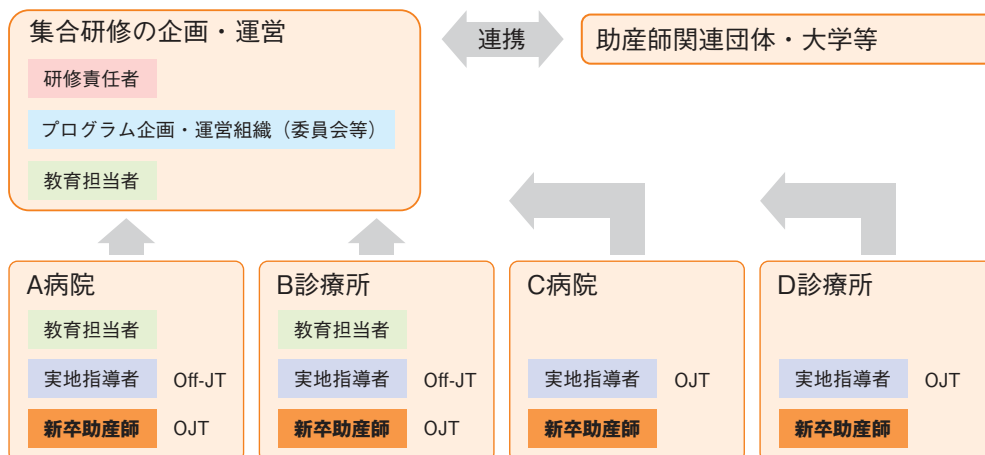 集合研修の企画・運営
連携
助産師関連団体・大学等
研修責任者
プログラム企画・運営組織（委員会等）
教育担当者
A病院
教育担当者
実地指導者 Off-JT
新卒助産師 OJT
B診療所
教育担当者
実地指導者 Off-JT
新卒助産師 OJT
C病院
実地指導者 OJT
新卒助産師
D診療所
実地指導者 OJT
新卒助産師